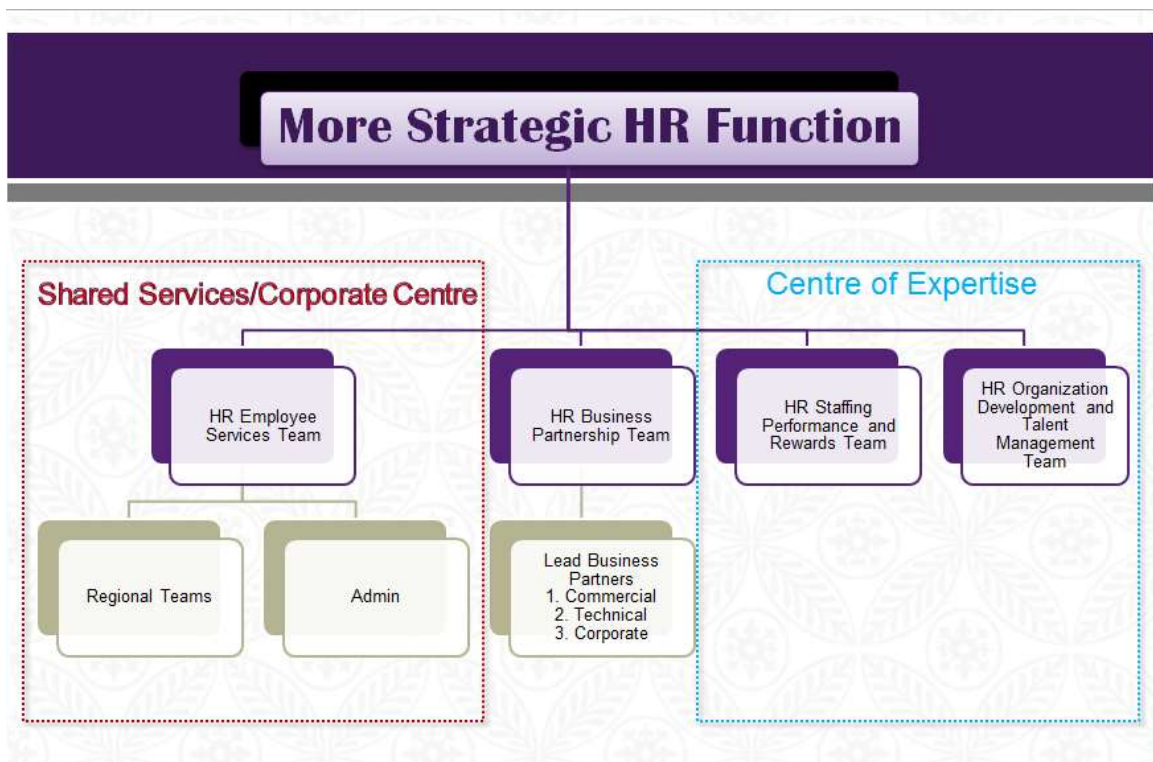 More Strategic HR Function
Shared Services/Corporate Centre
Centre of Expertise
HR Employee
Services Team
HR Business
Partnership Team
HR Staffing
Performance and
Rewards Team
HR Organization
Development and
Talent
Management
Team
Regional Teams
Admin
Lead Business
Partners
1. Commercial
2. Technical
3. Corporate